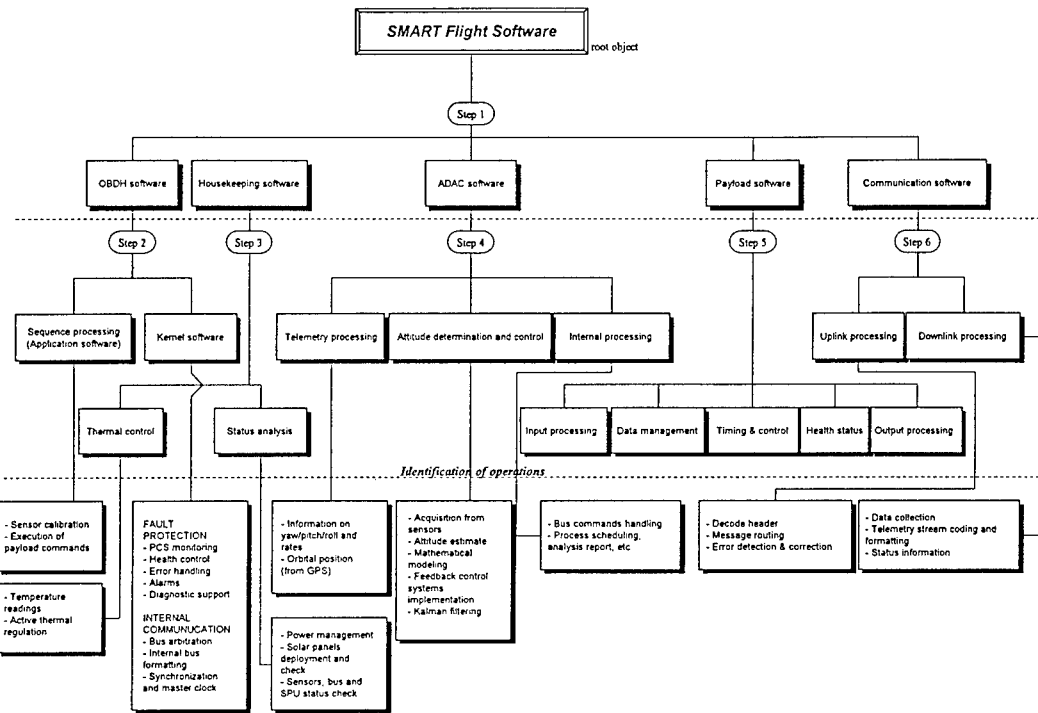 SMART Flight Software
root object
Step 1
OBDH software
Housekeeping software
ADAC software
Payload software
Communication software
Step 2
Step 3
Step 4
Step 5
Step 6
Sequence processing
(Application software)
Kernel software
Telemetry processing
Attitude determination and control
Internal processing
Uplink processing
Downlink processing
Thermal control
Status analysis
Input processing
Data management
Timing & control
Health status
Output processing
Identification of operations
- Sensor calibration
- Execution of
payload commands
- Temperature
readings
- Active thermal
regulation
FAULT
PROTECTION
- PCS monitoring
- Health control
- Error handling
- Alarms
- Diagnostic support
INTERNAL
COMMUNUCATION
- Bus arbitration
- Internal bus
formatting
- Synchronization
and master clock
- Information on
yaw/pitch/roll and
rates
- Orbital position
(from GPS)
- Power management
- Solar panels
deployment and
check
- Sensors, bus and
SPU status check
- Acquisition from
sensors
- Attitude estimate
- Mathematical
modeling
- Feedback control
systems
implementation
- Kalman filtering
- Bus commands handling
- Process scheduling,
analysis report, etc
- Decode header
- Message routing
- Error detection & correction
- Data collection
- Telemetry stream coding and
formatting
- Status information